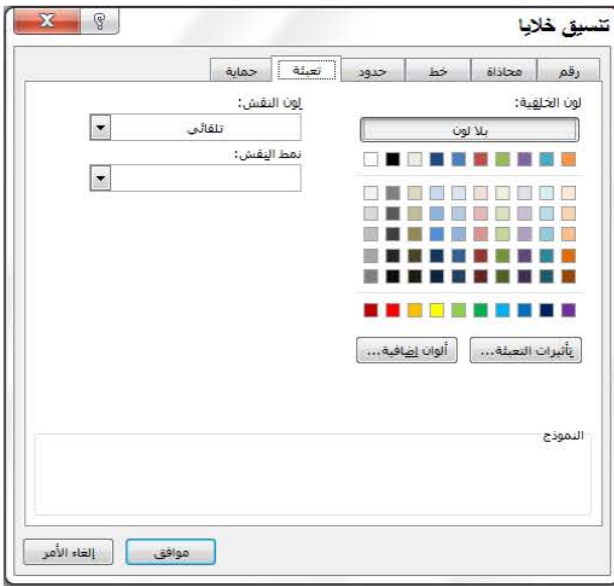 تنسيق خلايا
رقم محاذاة خط حدود تعبئة حماية
لون الخلفية:
بلا لون
تأثيرات التعبئة... ألوان إضافية...
لون النقش:
تلقائي
نمط النقش:
النموذج
موافق إلغاء الأمر